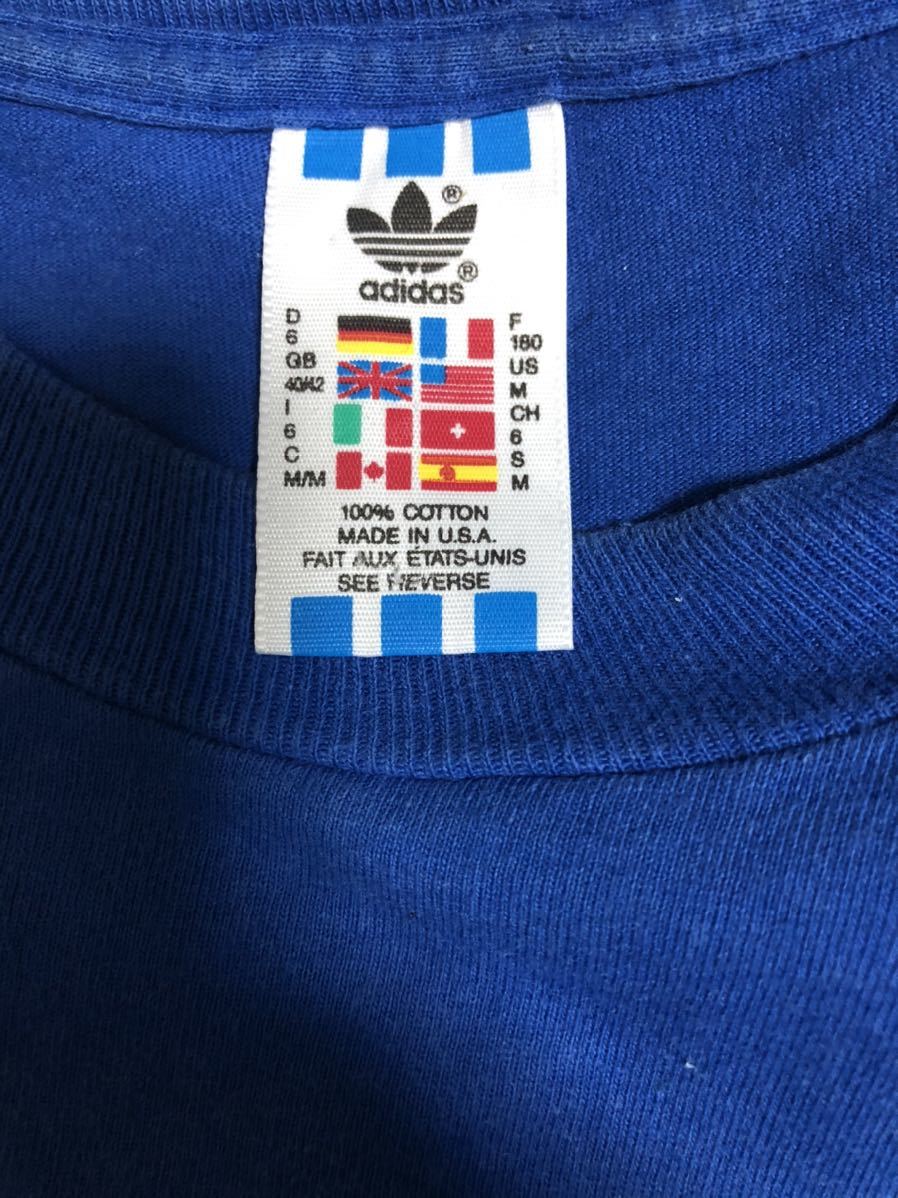 ®
adidas®
D
6
GB
40/42
I
6
C
M/M
F
180
US
M
CH
6
S
M
100% COTTON
MADE IN U.S.A.
FAIT AUX ÉTATS-UNIS
SEE REVERSE